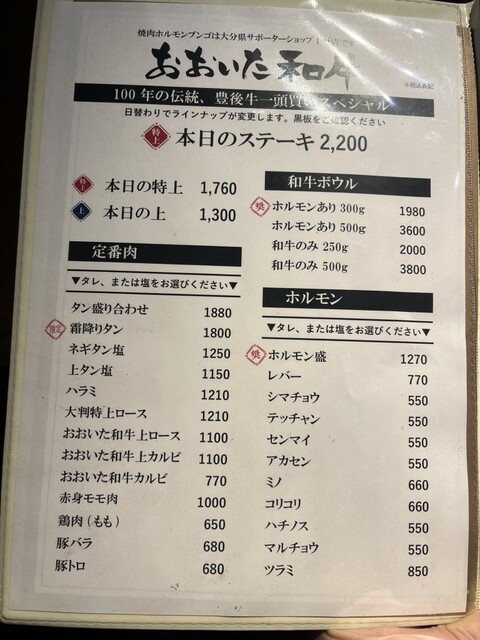 焼肉ホルモンブンゴは大分県サポーターショップ
おおいた和牛
※税込表記
100年の伝統、豊後牛一頭買いスペシャル
日替わりでラインナップが変更します。黒板をご確認ください
特上 本日のステーキ 2,200
特上 本日の特上 1,760
上 本日の上 1,300
定番肉
▼タレ、または塩をお選びください▼
タン盛り合わせ 1880
限定 霜降りタン 1800
ネギタン塩 1250
上タン塩 1150
ハラミ 1210
大判特上ロース 1210
おおいた和牛上ロース 1100
おおいた和牛上カルビ 1100
おおいた和牛カルビ 770
赤身モモ肉 1000
鶏肉(もも) 650
豚バラ 680
豚トロ 680
和牛ボウル
ホルモンあり 300g 1980
ホルモンあり 500g 3600
和牛のみ 250g 2000
和牛のみ 500g 3800
ホルモン
▼タレ、または塩をお選びください▼
ホルモン盛 1270
レバー 770
シマチョウ 550
テッチャン 550
センマイ 550
アカセン 550
ミノ 660
コリコリ 660
ハチノス 550
マルチョウ 550
ツラミ 850